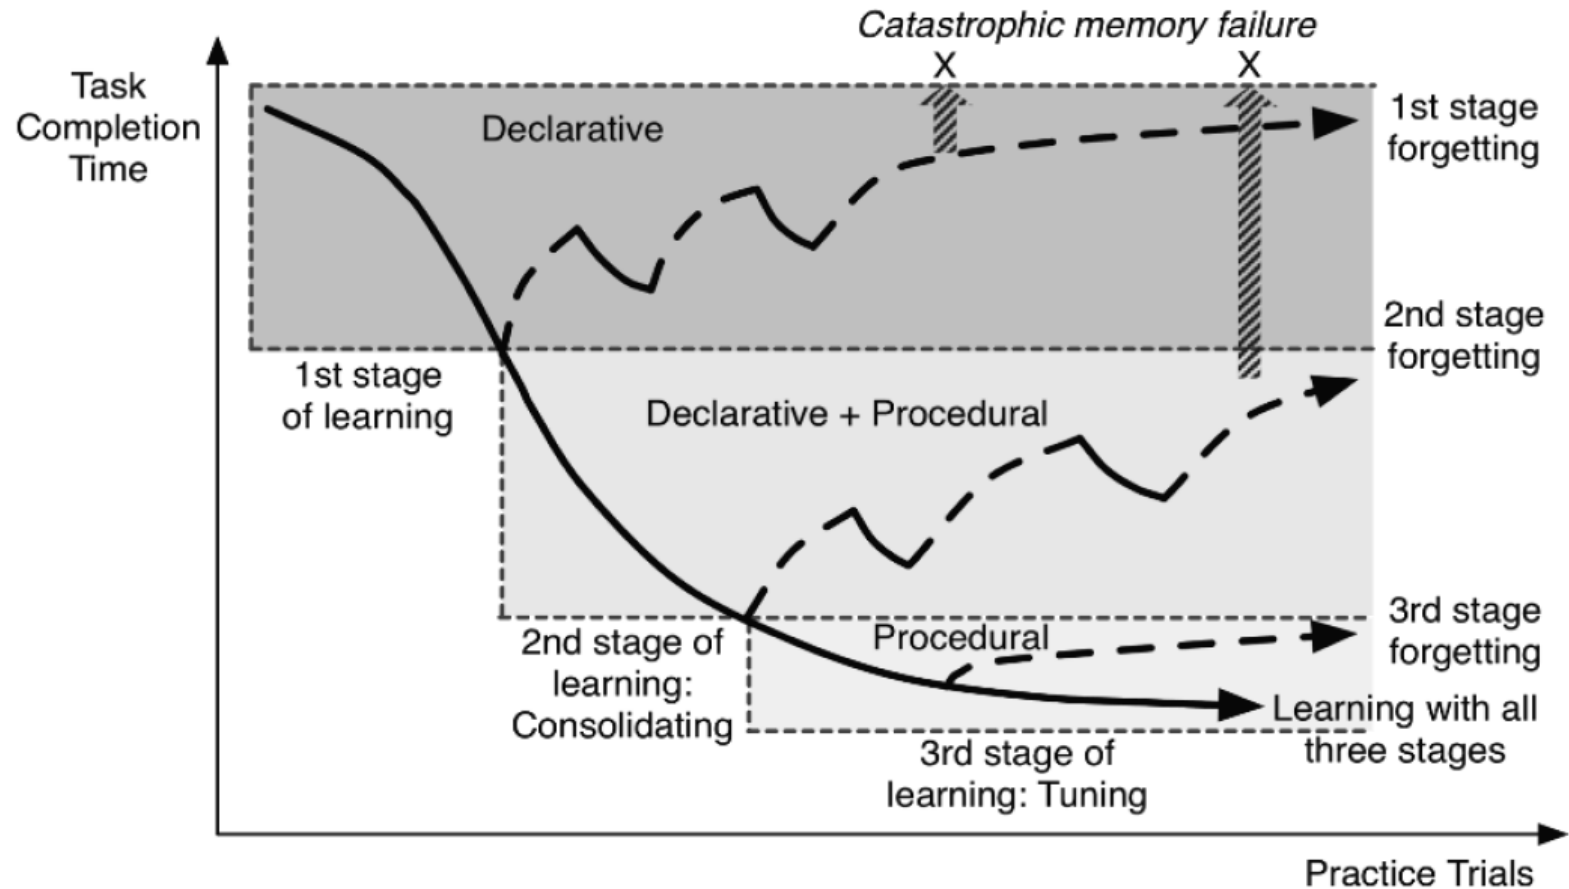 Catastrophic memory failure
X X
Task
Completion
Time
Declarative
1st stage
forgetting
2nd stage
forgetting
1st stage
of learning
Declarative + Procedural
3rd stage
forgetting
2nd stage of
learning:
Consolidating
Procedural
Learning with all
three stages
3rd stage of
learning: Tuning
Practice Trials